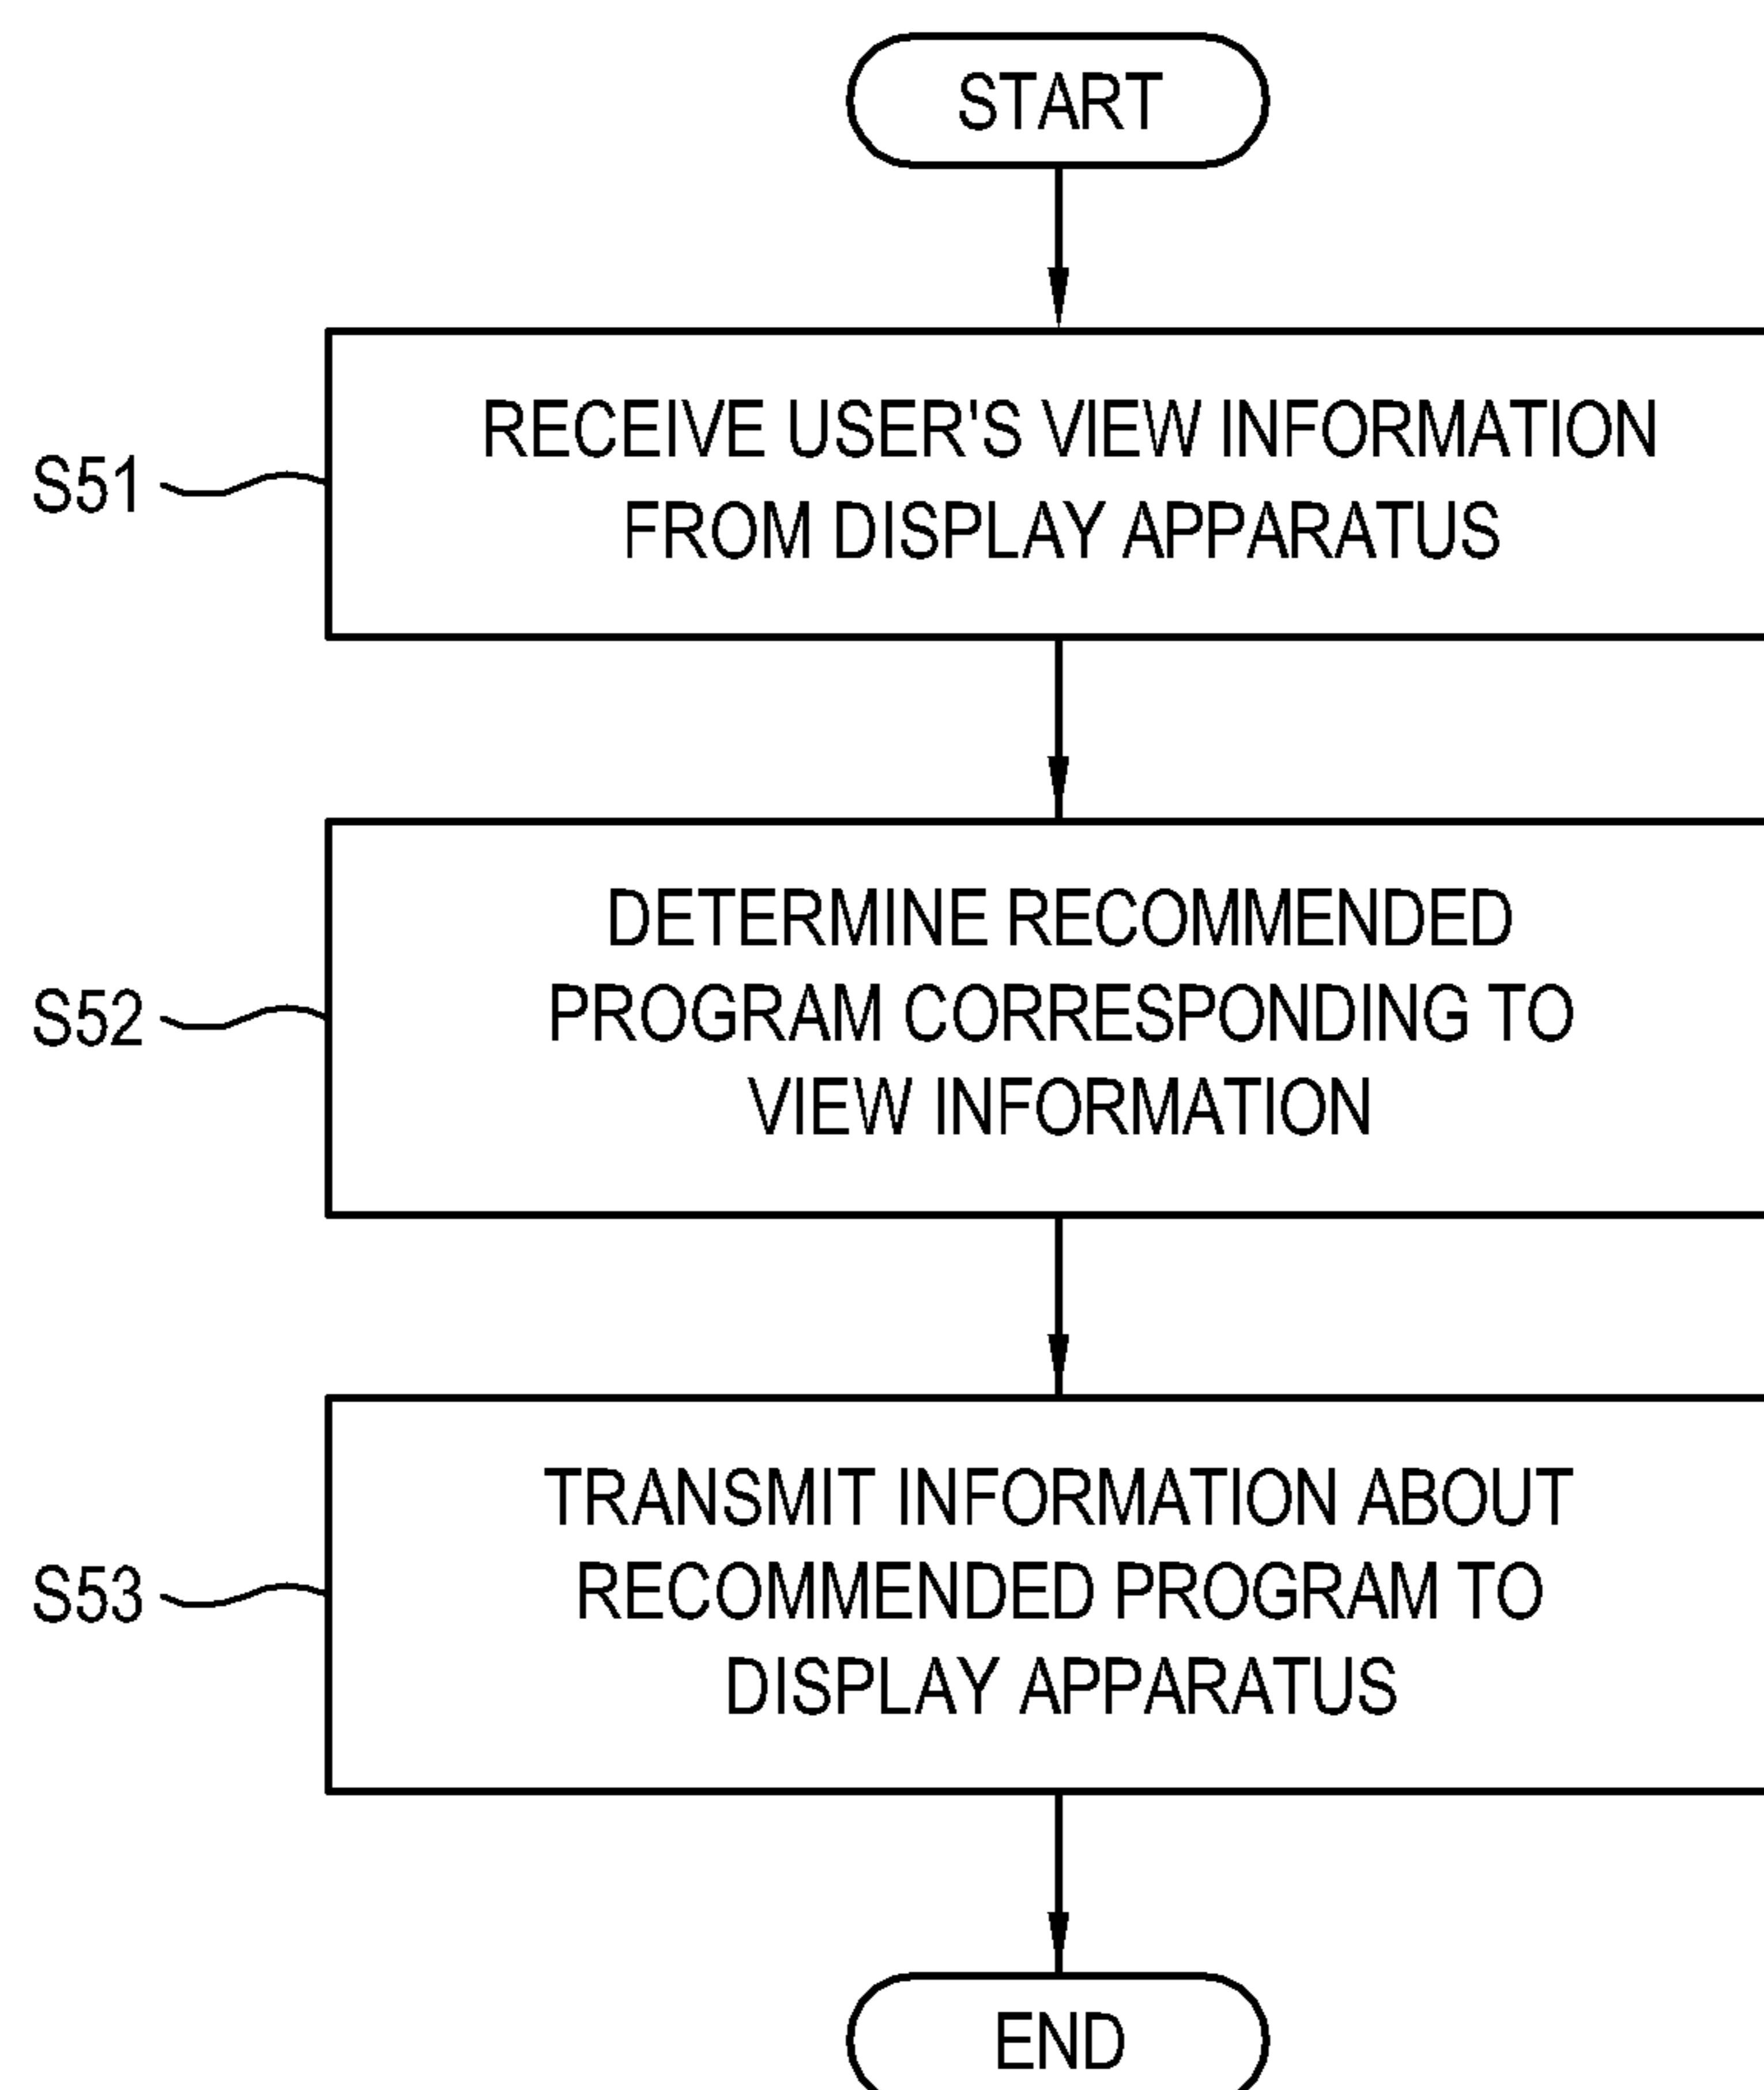 START
S51
RECEIVE USER'S VIEW INFORMATION
FROM DISPLAY APPARATUS
S52
DETERMINE RECOMMENDED
PROGRAM CORRESPONDING TO
VIEW INFORMATION
S53
TRANSMIT INFORMATION ABOUT
RECOMMENDED PROGRAM TO
DISPLAY APPARATUS
END